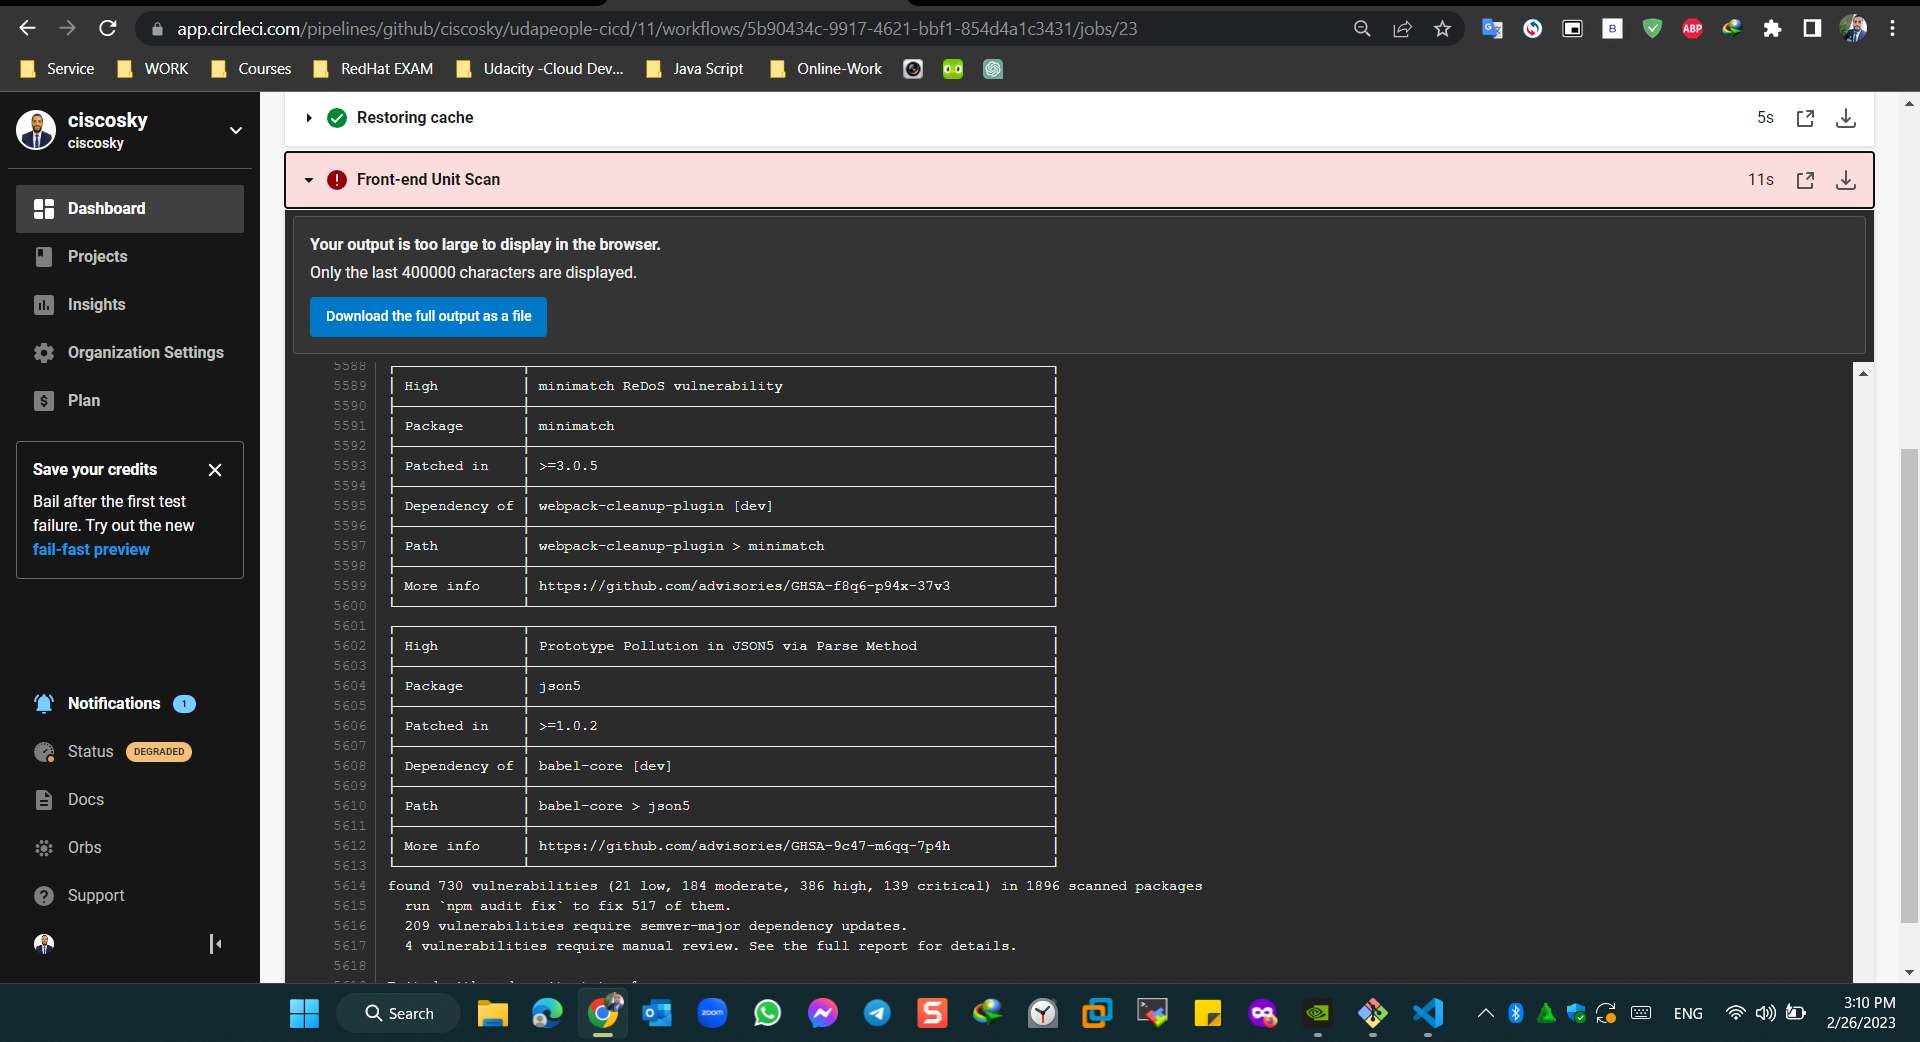 app.circleci.com/pipelines/github/ciscosky/udapeople-cicd/11/workflows/5b90434c-9917-4621-bbf1-854d4a1c3431/jobs/23
Service WORK Courses RedHat EXAM Udacity -Cloud Dev... Java Script Online-Work
ciscosky
ciscosky
Dashboard
Projects
Insights
Organization Settings
Plan
Save your credits
Bail after the first test
failure. Try out the new
fail-fast preview
Notifications 1
Status DEGRADED
Docs
Orbs
Support
Restoring cache 5s
Front-end Unit Scan 11s
Your output is too large to display in the browser.
Only the last 400000 characters are displayed.
Download the full output as a file
5588
5589 High minimatch ReDoS vulnerability
5590
5591 Package minimatch
5592
5593 Patched in >=3.0.5
5594
5595 Dependency of webpack-cleanup-plugin [dev]
5596
5597 Path webpack-cleanup-plugin > minimatch
5598
5599 More info https://github.com/advisories/GHSA-f8q6-p94x-37v3
5600
5601
5602 High Prototype Pollution in JSON5 via Parse Method
5603
5604 Package json5
5605
5606 Patched in >=1.0.2
5607
5608 Dependency of babel-core [dev]
5609
5610 Path babel-core > json5
5611
5612 More info https://github.com/advisories/GHSA-9c47-m6qq-7p4h
5613
5614 found 730 vulnerabilities (21 low, 184 moderate, 386 high, 139 critical) in 1896 scanned packages
5615 run `npm audit fix` to fix 517 of them.
5616 209 vulnerabilities require semver-major dependency updates.
5617 4 vulnerabilities require manual review. See the full report for details.
5618
Search
zoom
ENG
3:10 PM
2/26/2023